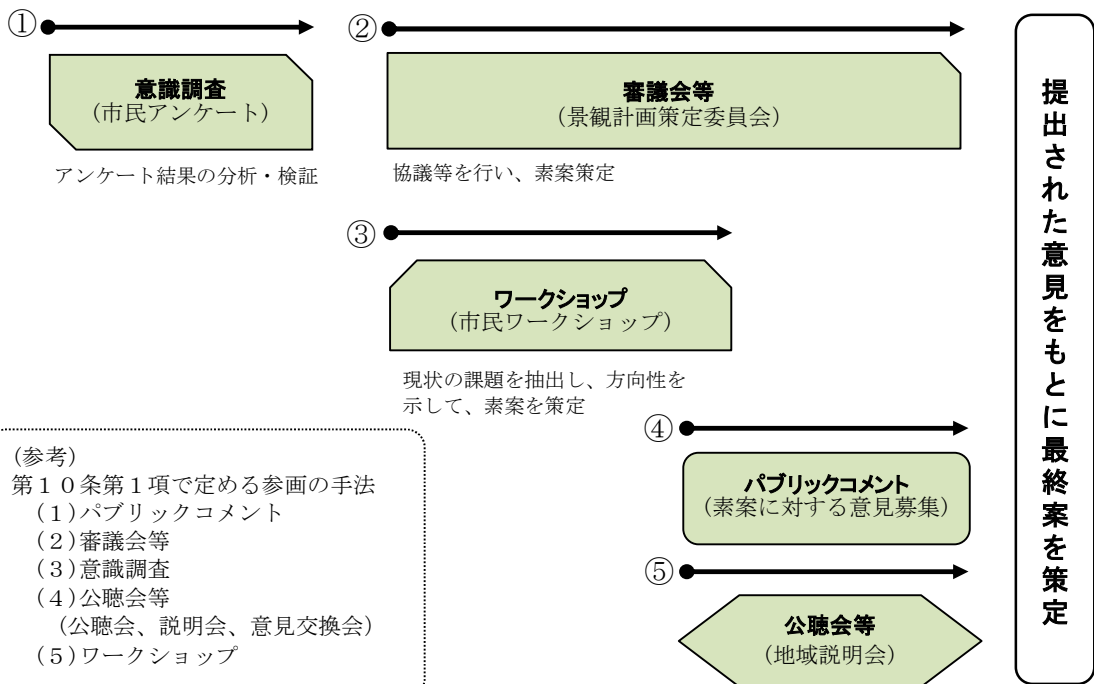 ①
意識調査
(市民アンケート)
アンケート結果の分析・検証
②
審議会等
(景観計画策定委員会)
協議等を行い、素案策定
③
ワークショップ
(市民ワークショップ)
現状の課題を抽出し、方向性を
示して、素案を策定
④
パブリックコメント
(素案に対する意見募集)
⑤
公聴会等
(地域説明会)
提出された意見をもとに最終案を策定
(参考)
第10条第1項で定める参画の手法
(1)パブリックコメント
(2)審議会等
(3)意識調査
(4)公聴会等
(公聴会、説明会、意見交換会)
(5)ワークショップ